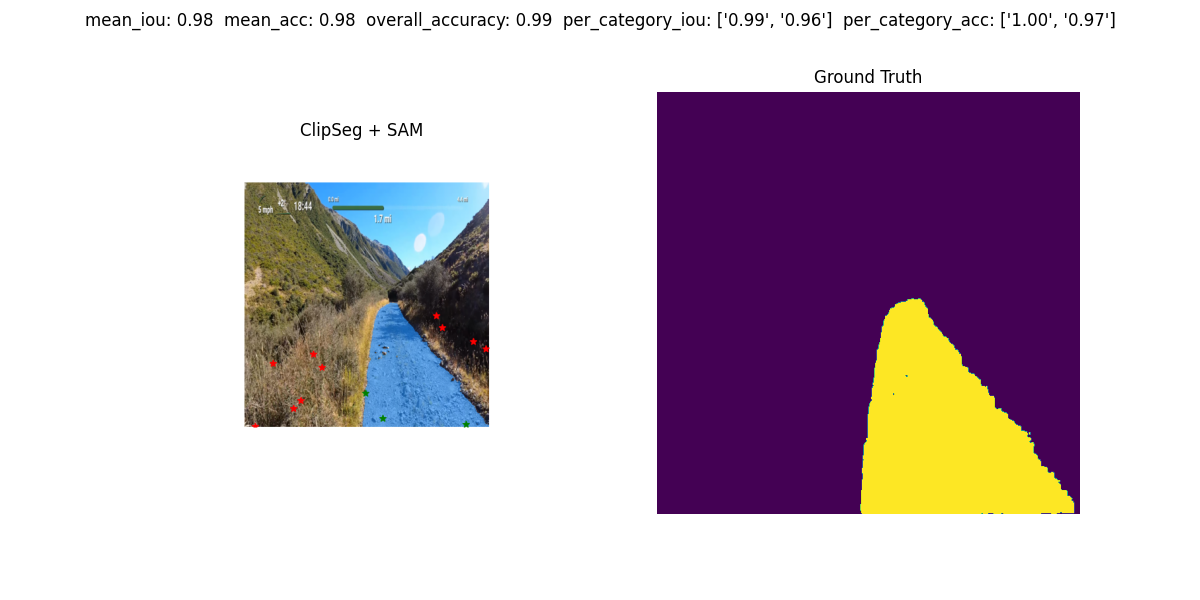 mean_iou: 0.98  mean_acc: 0.98  overall_accuracy: 0.99  per_category_iou: ['0.99', '0.96']  per_category_acc: ['1.00', '0.97']
Ground Truth
ClipSeg + SAM
5 mph
18:44
1.7 mi